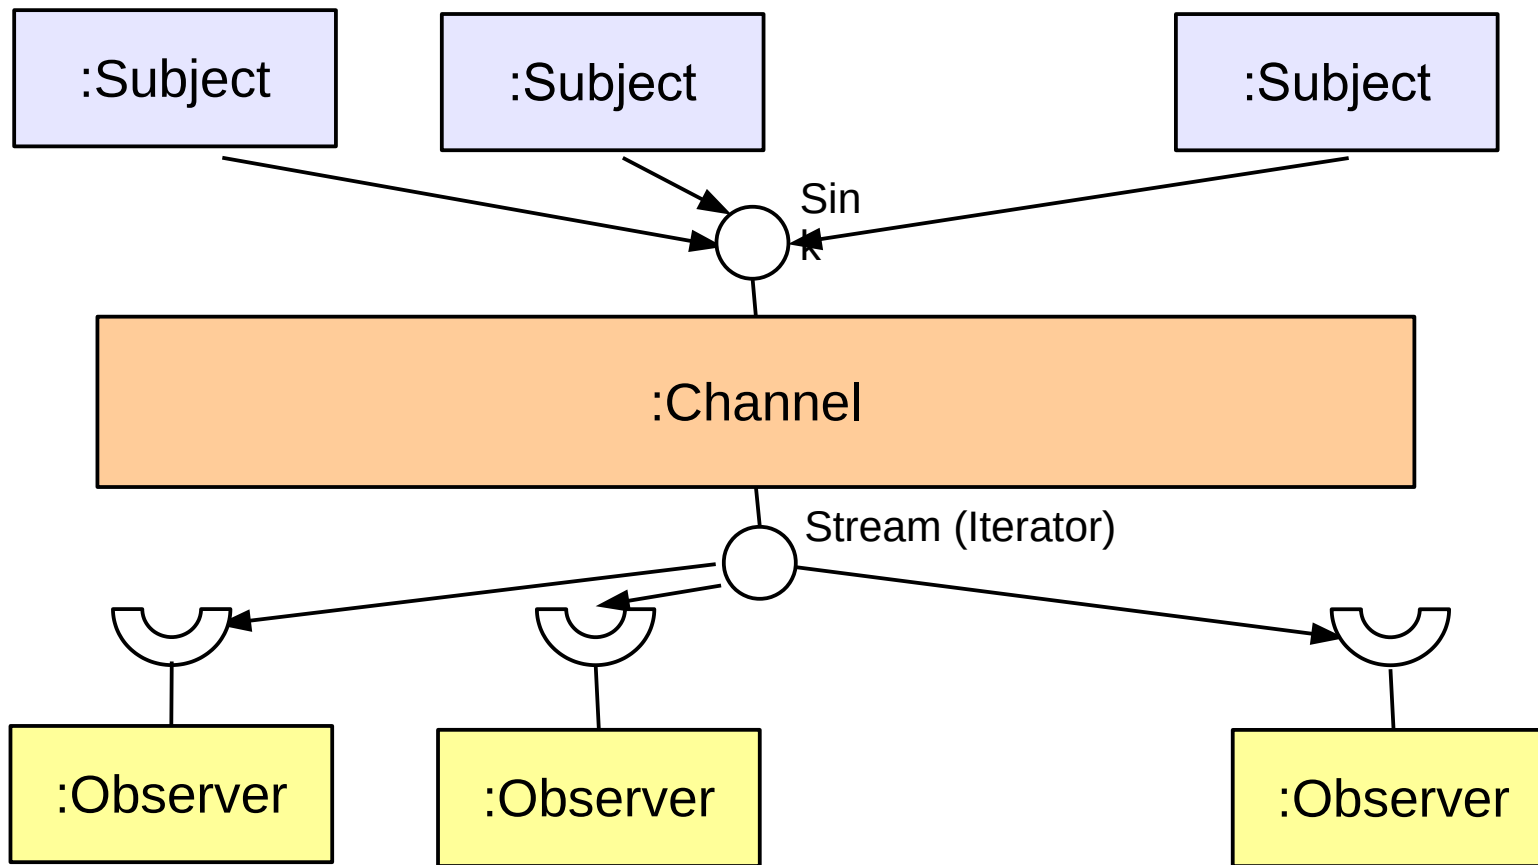 :Subject
:Subject
:Subject
Sin
k
:Channel
Stream (Iterator)
:Observer
:Observer
:Observer